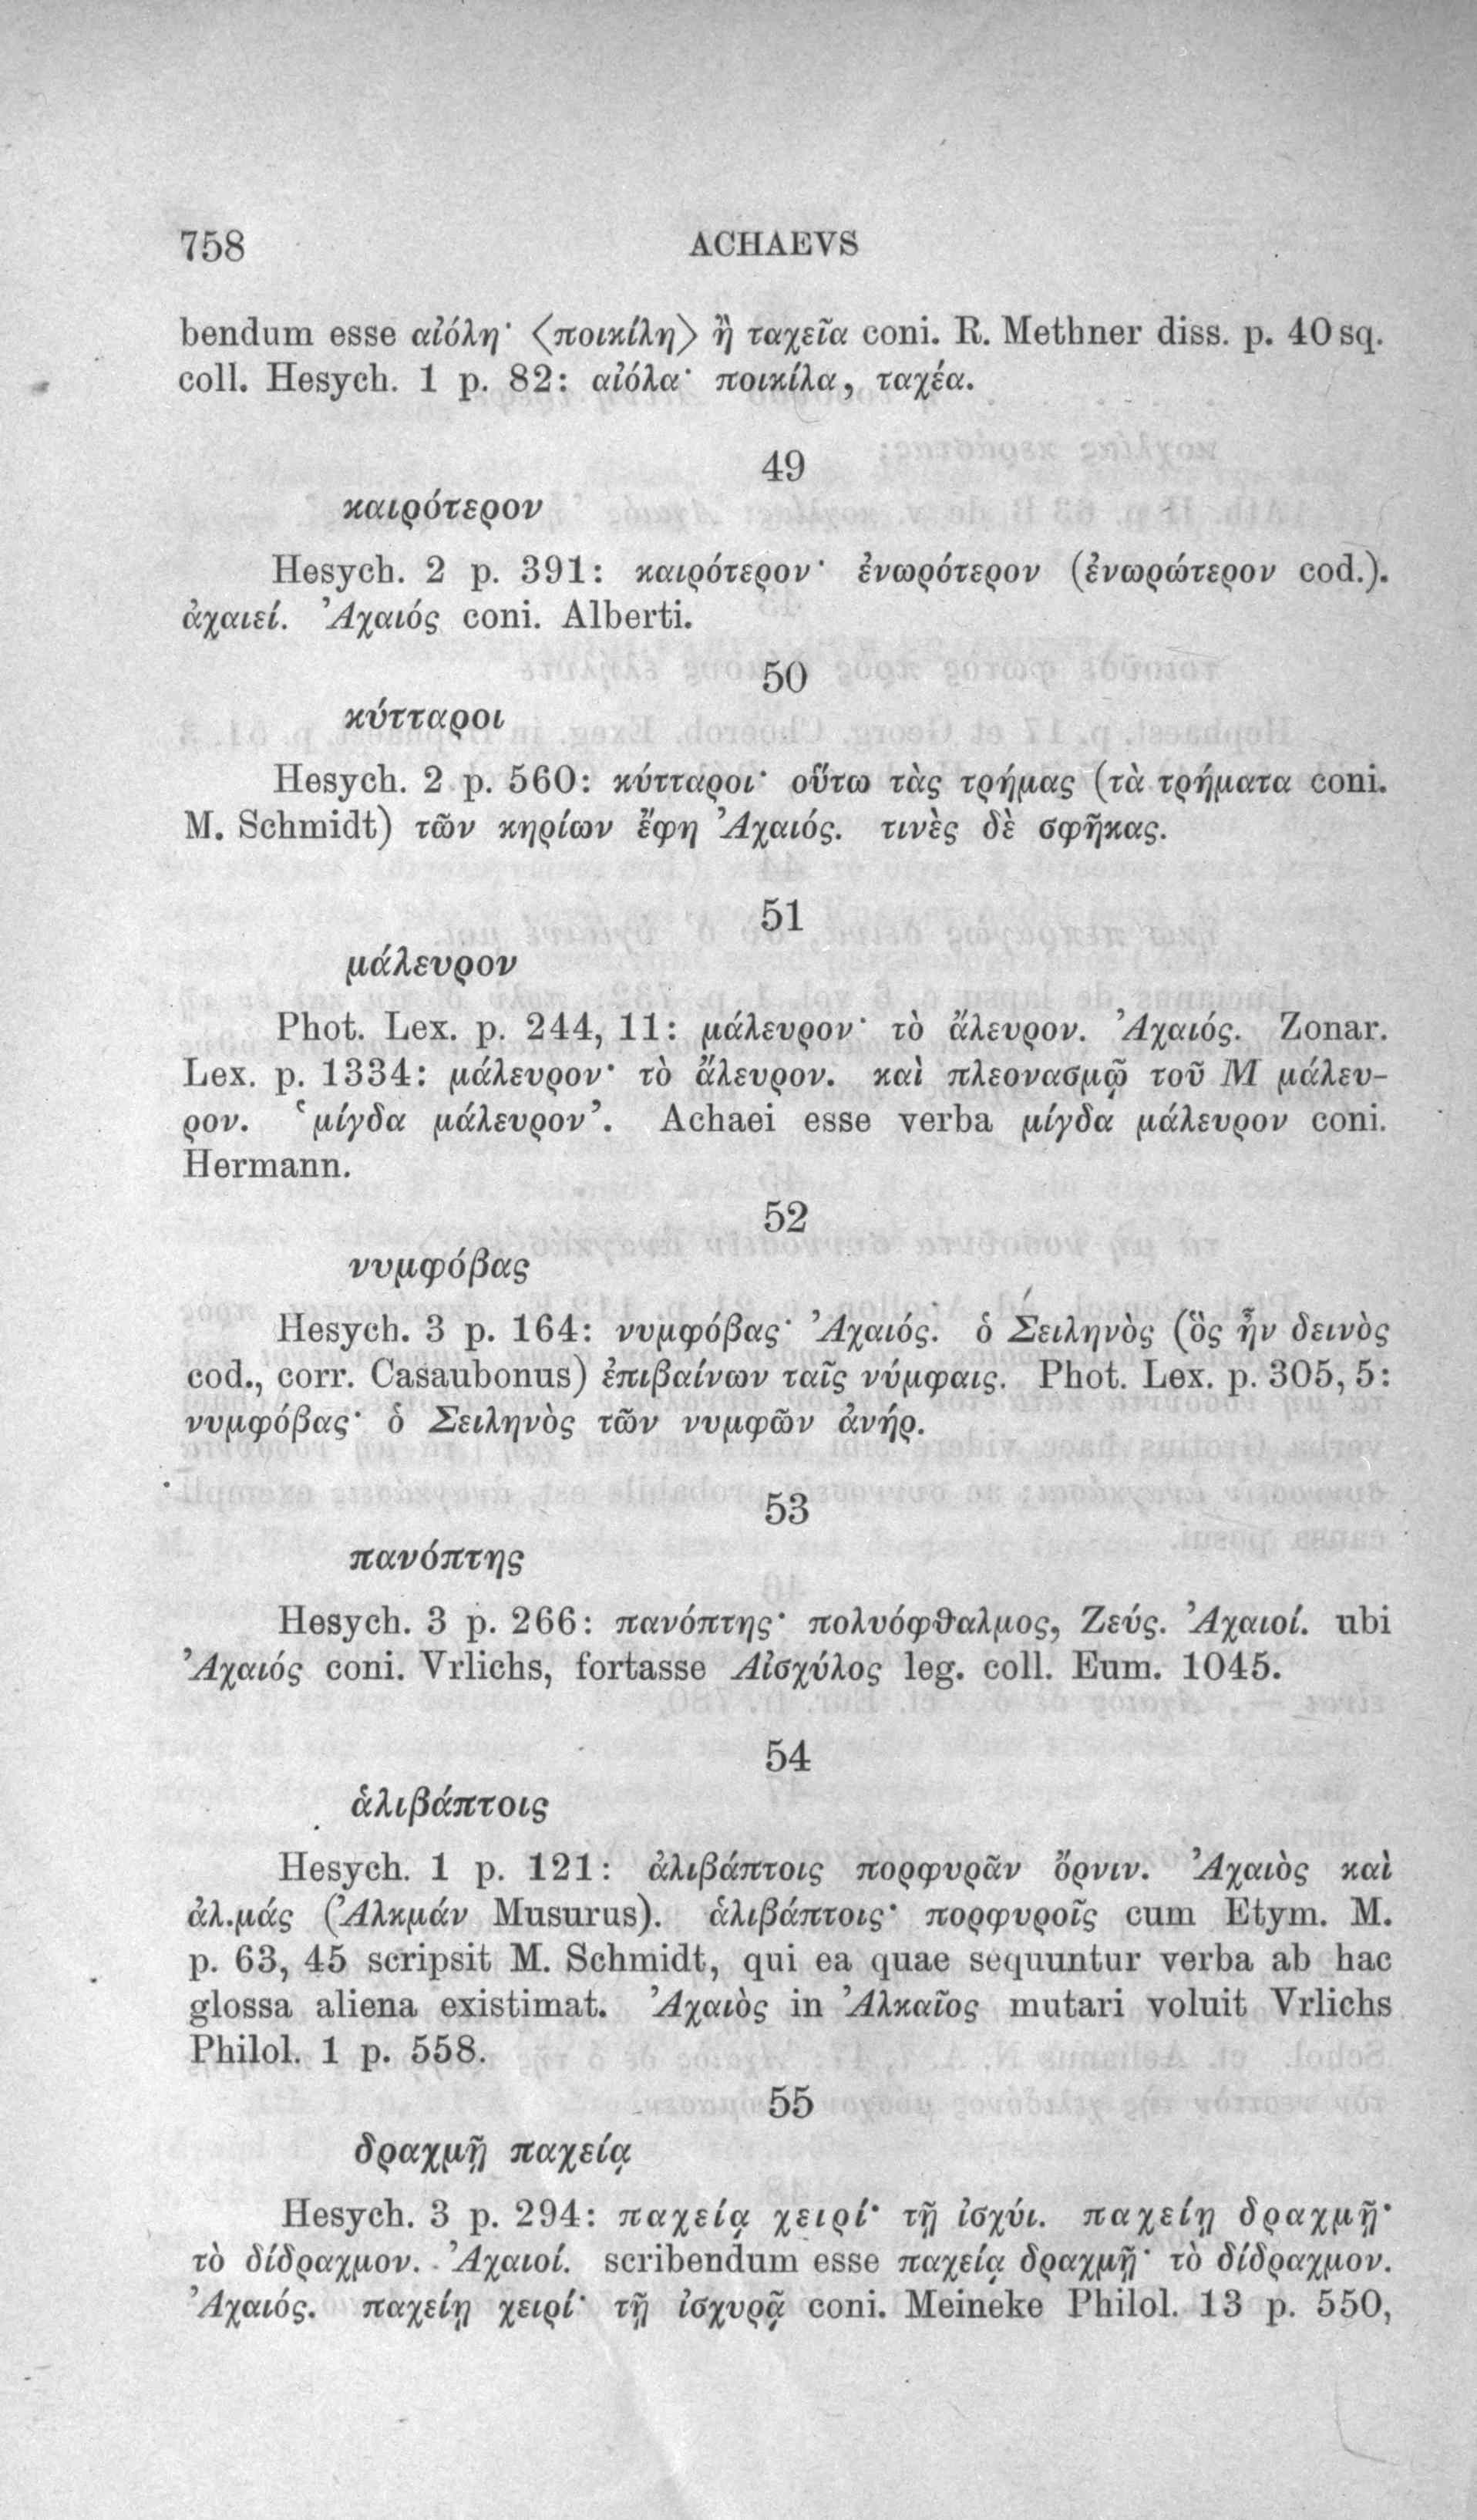 758 ACHAEVS
bendum esse αἰόλη· ⟨ποικίλη⟩ ἢ ταχεῖα coni. R. Methner diss. p. 40 sq.
coll. Hesych. 1 p. 82: αἰόλα· ποικίλα, ταχέα.
49
καιρότερον
Hesych. 2 p. 391: καιρότερον· ἐνωρότερον (ἐνωρώτερον cod.).
ἀχαιεί. Ἀχαιός coni. Alberti.
50
κύτταροι
Hesych. 2 p. 560: κύτταροι· οὕτω τὰς τρήμας (τὰ τρήματα coni.
M. Schmidt) τῶν κηρίων ἔφη Ἀχαιός. τινὲς δὲ σφῆκας.
51
μάλευρον
Phot. Lex. p. 244, 11: μάλευρον· τὸ ἄλευρον. Ἀχαιός. Zonar.
Lex. p. 1334: μάλευρον· τὸ ἄλευρον. καὶ πλεονασμῷ τοῦ Μ μάλευ-
ρον. ‘μίγδα μάλευρον’. Achaei esse verba μίγδα μάλευρον coni.
Hermann.
52
νυμφόβας
Hesych. 3 p. 164: νυμφόβας· Ἀχαιός. ὁ Σειληνὸς (ὃς ἦν δεινὸς
cod., corr. Casaubonus) ἐπιβαίνων ταῖς νύμφαις. Phot. Lex. p. 305, 5:
νυμφόβας· ὁ Σειληνὸς τῶν νυμφῶν ἀνήρ.
53
πανόπτης
Hesych. 3 p. 266: πανόπτης· πολυόφθαλμος, Ζεύς. Ἀχαιοί. ubi
Ἀχαιός coni. Vrlichs, fortasse Αἰσχύλος leg. coll. Eum. 1045.
54
ἁλιβάπτοις
Hesych. 1 p. 121: ἀλιβάπτοις πορφυρᾶν ὄρνιν. Ἀχαιὸς καὶ
ἀλ.μάς (Ἀλκμάν Musurus). ἁλιβάπτοις· πορφυροῖς cum Etym. M.
p. 63, 45 scripsit M. Schmidt, qui ea quae sequuntur verba ab hac
glossa aliena existimat. Ἀχαιὸς in Ἀλκαῖος mutari voluit Vrlichs
Philol. 1 p. 558.
55
δραχμῇ παχείᾳ
Hesych. 3 p. 294: παχείᾳ χειρί· τῇ ἰσχύι. παχείῃ δραχμῇ·
τὸ δίδραχμον. Ἀχαιοί. scribendum esse παχείᾳ δραχμῇ· τὸ δίδραχμον.
Ἀχαιός. παχείῃ χειρί· τῇ ἰσχυρᾷ coni. Meineke Philol. 13 p. 550,